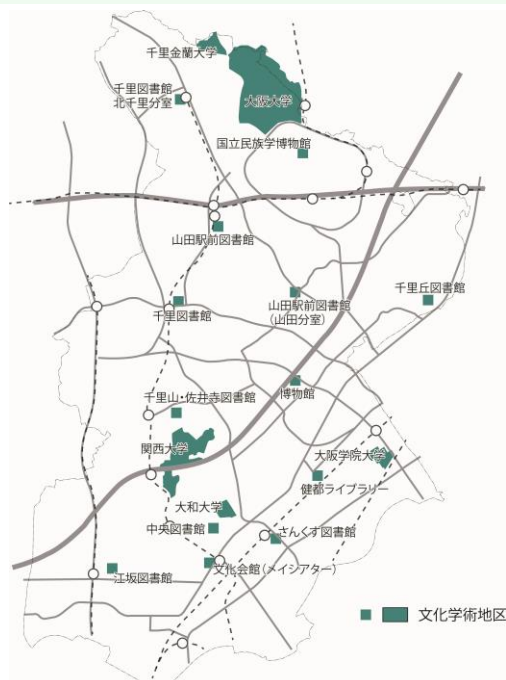 千里金蘭大学
千里図書館
北千里分室
大阪大学
国立民族学博物館
山田駅前図書館
千里図書館
山田駅前図書館
(山田分室)
千里丘図書館
千里山・佐井寺図書館
博物館
関西大学
大阪学院大学
健都ライブラリー
大和大学
中央図書館
さんくす図書館
文化会館(メイシアター)
江坂図書館
文化学術地区